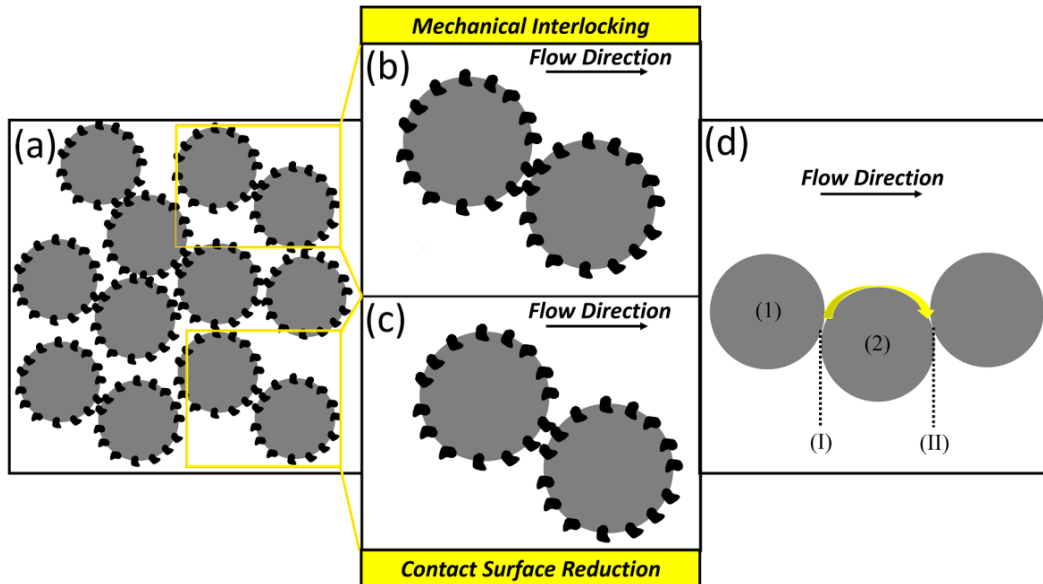 Mechanical Interlocking
(a)
(b)
Flow Direction
(c)
Flow Direction
Contact Surface Reduction
(d)
Flow Direction
(1)
(2)
(I)
(II)